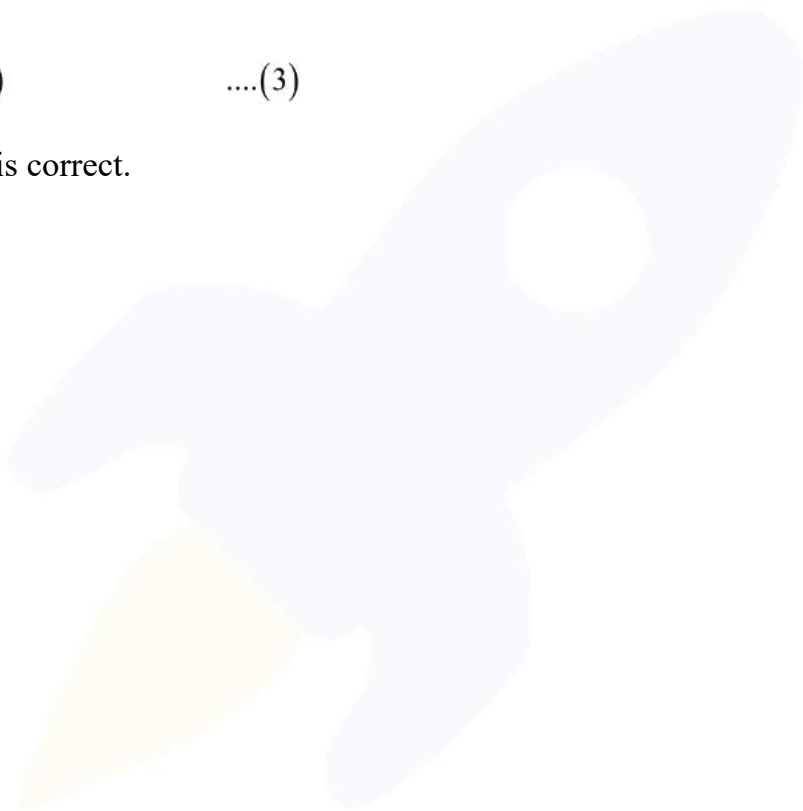 ) ....(3)
is correct.